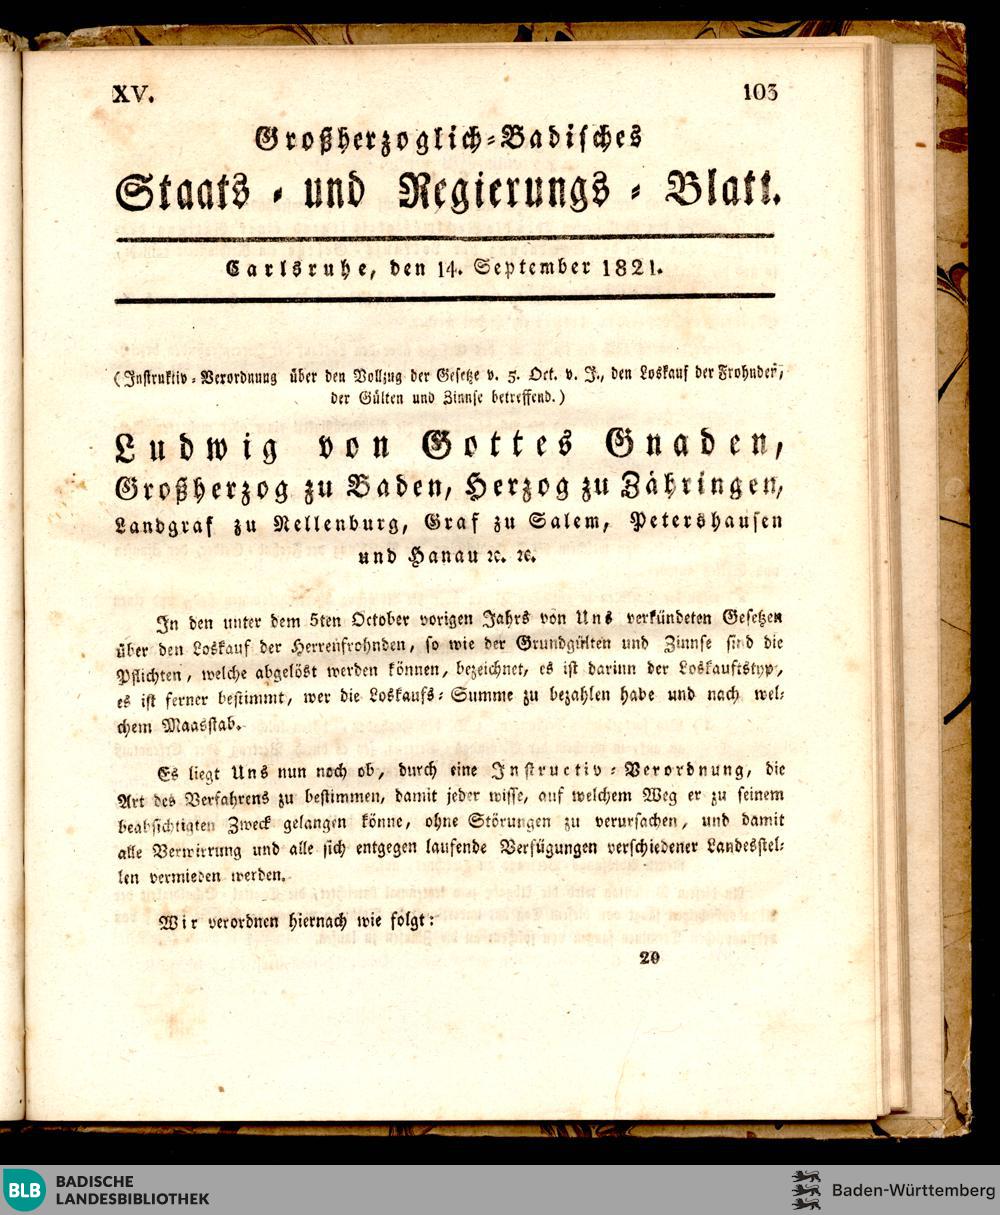 XV.
103
Großherzoglich-Badisches
Staats- und Regierungs-Blatt.
Carlsruhe, den 14. September 1821.
(Instruktiv-Verordnung über den Vollzug der Gesetze v. 5. Oct. v. J., den Loskauf der Frohnden,
der Gülten und Zinnse betreffend.)
Ludwig von Gottes Gnaden,
Großherzog zu Baden, Herzog zu Zähringen,
Landgraf zu Nellenburg, Graf zu Salem, Petershausen
und Hanau ꝛc. ꝛc.
In den unter dem 5ten October vorigen Jahrs von Uns verkündeten Gesetzen
über den Loskauf der Herrenfrohnden, so wie der Grundgülten und Zinnse sind die
Pflichten, welche abgelöst werden können, bezeichnet, es ist darinn der Loskauftstyp,
es ist ferner bestimmt, wer die Loskaufs-Summe zu bezahlen habe und nach wel-
chem Maasstab.
Es liegt Uns nun noch ob, durch eine Instructiv-Verordnung, die
Art des Verfahrens zu bestimmen, damit jeder wisse, auf welchem Weg er zu seinem
beabsichtigten Zweck gelangen könne, ohne Störungen zu verursachen, und damit
alle Verwirrung und alle sich entgegen laufende Verfügungen verschiedener Landesstel-
len vermieden werden.
Wir verordnen hiernach wie folgt:
20
BLB BADISCHE
LANDESBIBLIOTHEK
Baden-Württemberg